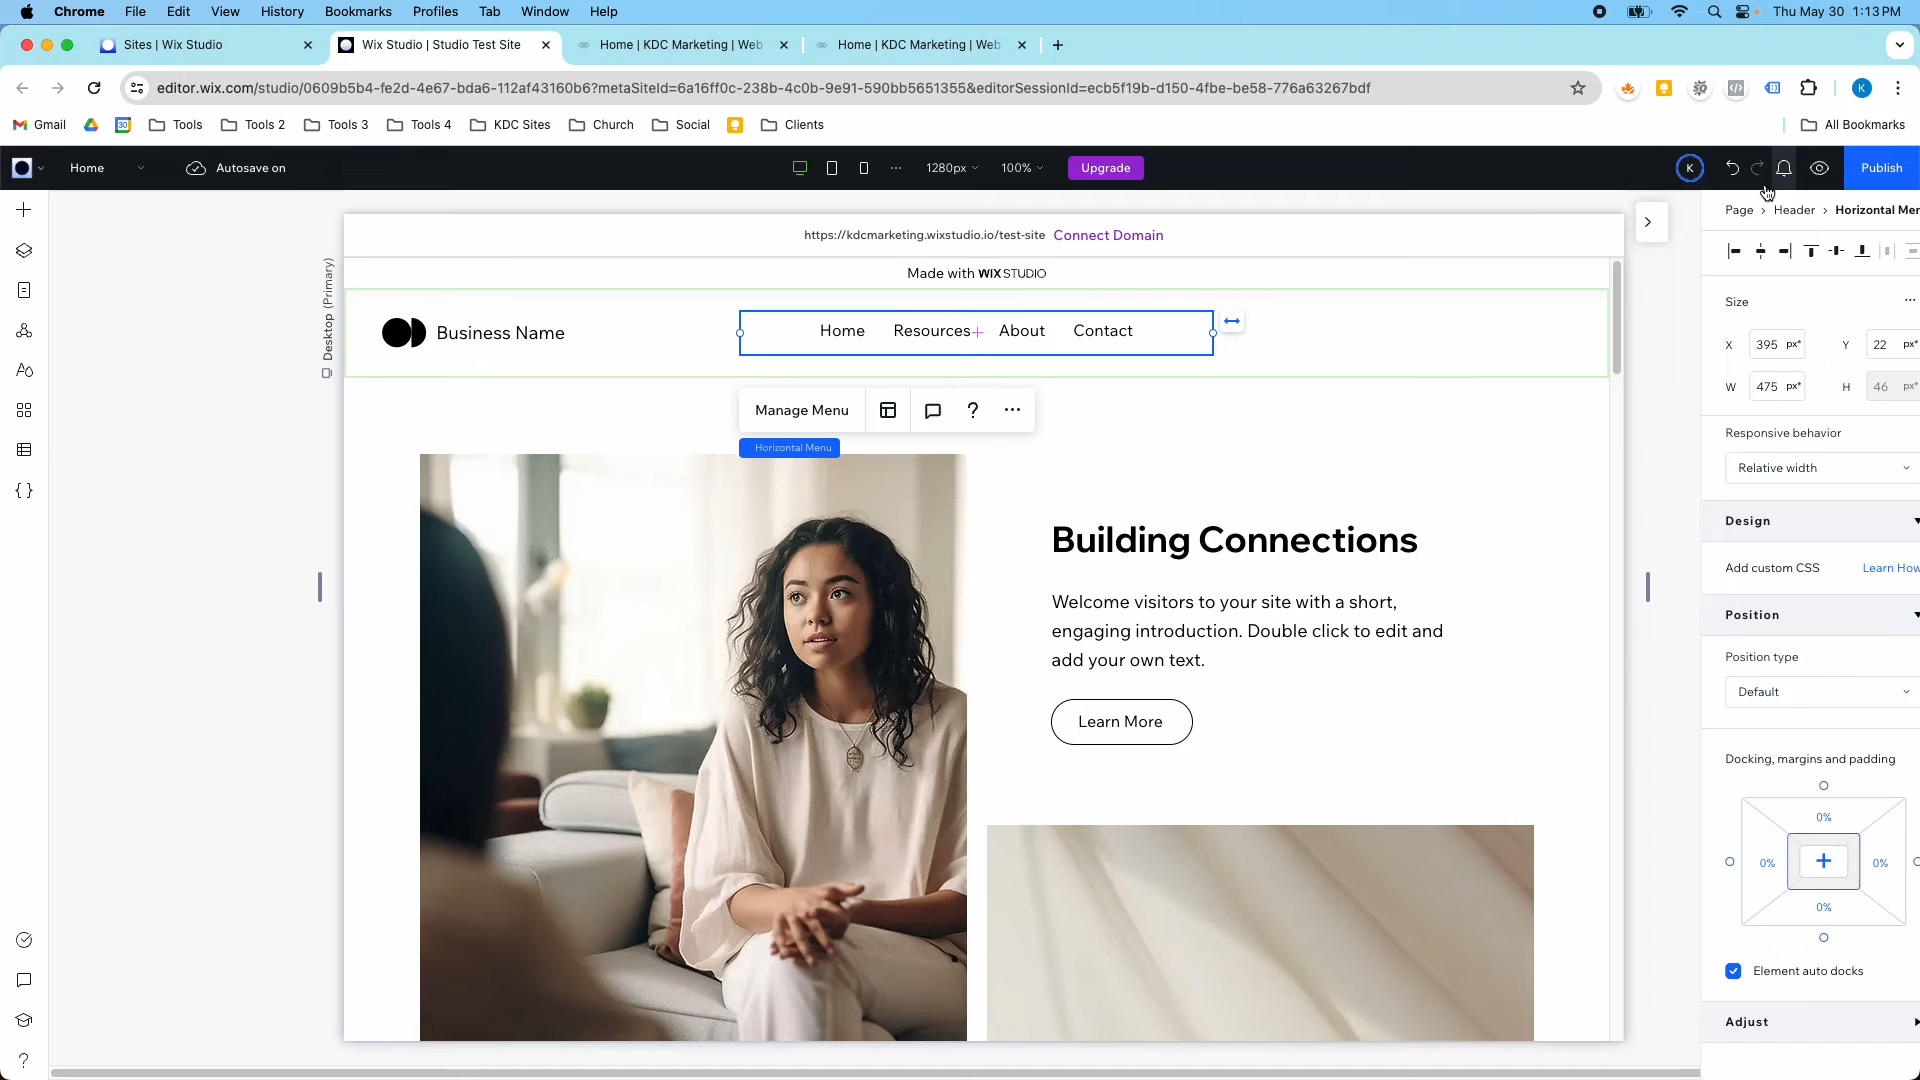 Chrome File Edit View History Bookmarks Profiles Tab Window Help Thu May 30 1:13 PM
Sites | Wix Studio Wix Studio | Studio Test Site Home | KDC Marketing | Web Home | KDC Marketing | Web
editor.wix.com/studio/0609b5b4-fe2d-4e67-bda6-112af43160b6?metaSiteId=6a16ff0c-238b-4c0b-9e91-590bb5651355&editorSessionId=ecb5f19b-d150-4fbe-be58-776a63267bdf K
Gmail 30 Tools Tools 2 Tools 3 Tools 4 KDC Sites Church Social Clients All Bookmarks
Home Autosave on 1280px 100% Upgrade K Publish
Page > Header > Horizontal Mer
https://kdcmarketing.wixstudio.io/test-site Connect Domain
Made with WIX STUDIO
Desktop (Primary)
Business Name Home Resources About Contact
Manage Menu ?
Horizontal Menu
Building Connections
Welcome visitors to your site with a short,
engaging introduction. Double click to edit and
add your own text.
Learn More
Size
X 395 px* Y 22 px*
W 475 px* H 46 px*
Responsive behavior
Relative width
Design
Add custom CSS Learn How
Position
Position type
Default
Docking, margins and padding
0%
0% 0%
0%
Element auto docks
Adjust
?